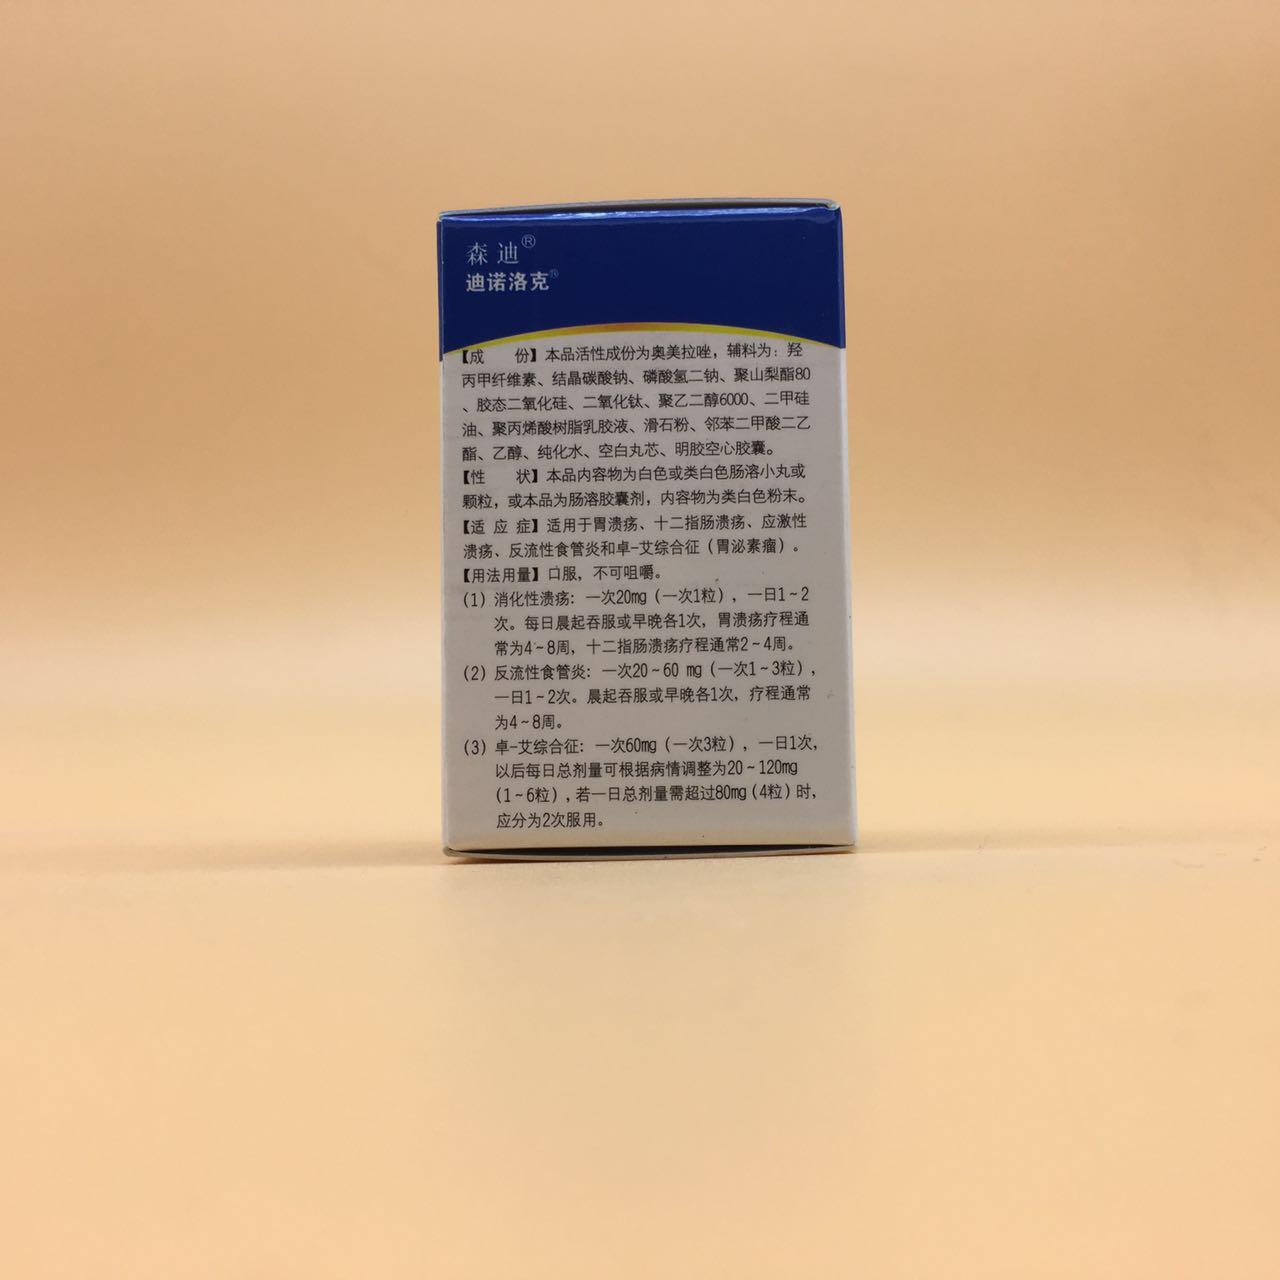 森迪®
迪诺洛克®
【成 份】本品活性成份为奥美拉唑，辅料为：羟
丙甲纤维素、结晶碳酸钠、磷酸氢二钠、聚山梨酯80
、胶态二氧化硅、二氧化钛、聚乙二醇6000、二甲硅
油、聚丙烯酸树脂乳胶液、滑石粉、邻苯二甲酸二乙
酯、乙醇、纯化水、空白丸芯、明胶空心胶囊。
【性 状】本品内容物为白色或类白色肠溶小丸或
颗粒，或本品为肠溶胶囊剂，内容物为类白色粉末。
【适 应 症】适用于胃溃疡、十二指肠溃疡、应激性
溃疡、反流性食管炎和卓-艾综合征（胃泌素瘤）。
【用法用量】口服，不可咀嚼。
(1) 消化性溃疡：一次20mg（一次1粒），一日1~2
次。每日晨起吞服或早晚各1次，胃溃疡疗程通
常为4~8周，十二指肠溃疡疗程通常2~4周。
(2) 反流性食管炎：一次20~60 mg（一次1~3粒），
一日1~2次。晨起吞服或早晚各1次，疗程通常
为4~8周。
(3) 卓-艾综合征：一次60mg（一次3粒），一日1次，
以后每日总剂量可根据病情调整为20~120mg
（1~6粒），若一日总剂量需超过80mg（4粒）时，
应分为2次服用。